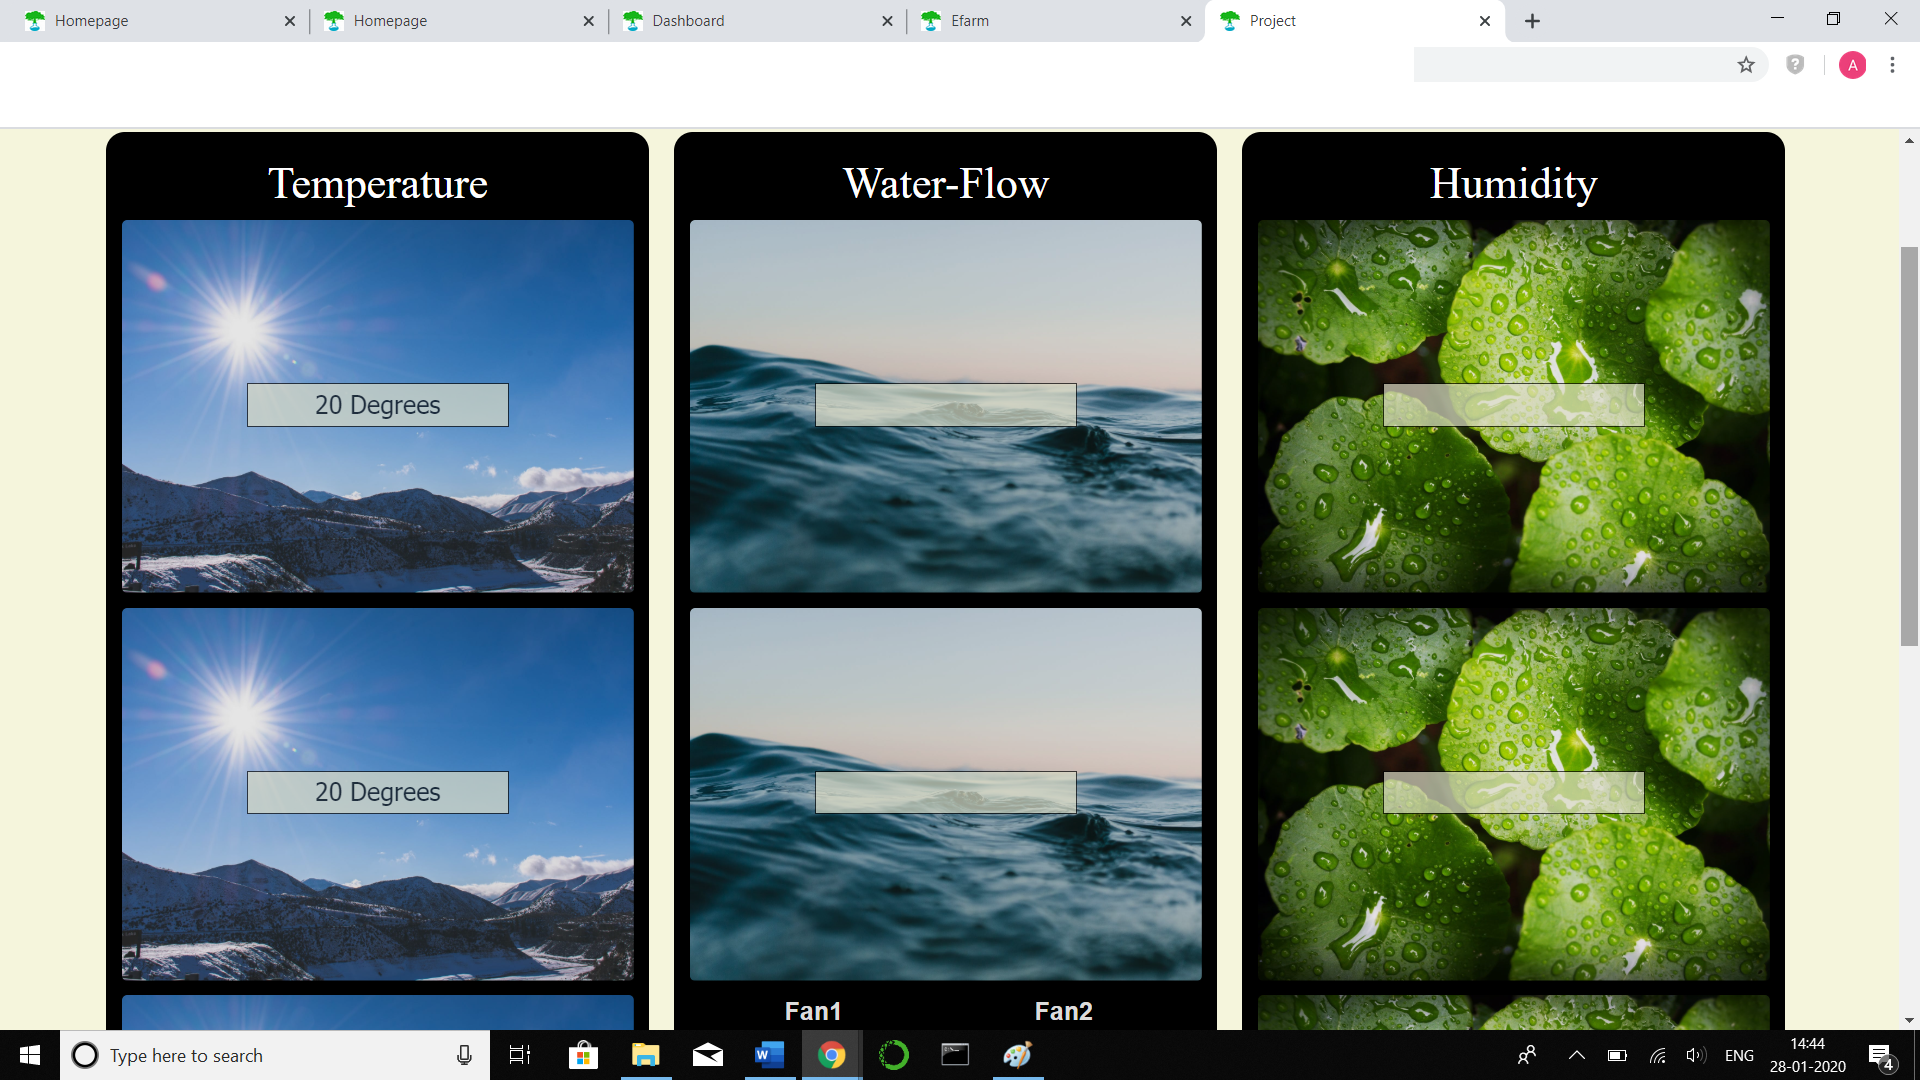 Homepage
Homepage
Dashboard
Efarm
Project
A
Temperature
Water-Flow
Humidity
20 Degrees
20 Degrees
Fan1
Fan2
Type here to search
W
ENG
14:44
28-01-2020
4